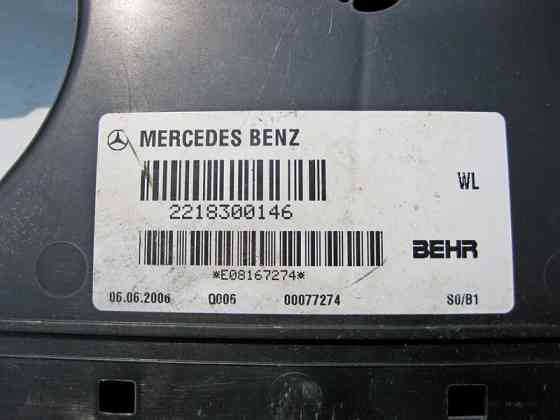 MERCEDES BENZ
WL
2218300146
BEHR
*E08167274*
06.06.2006 Q006 00077274 S0/B1